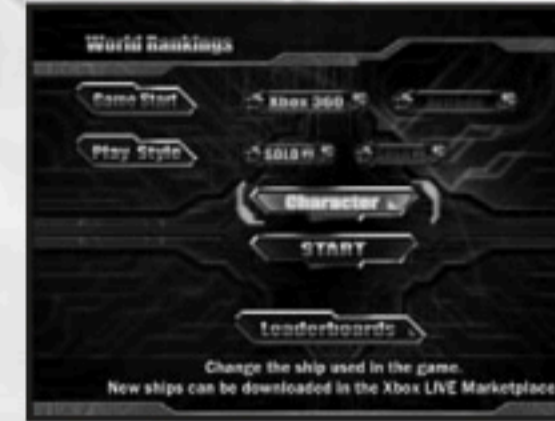 World Rankings
Game Start
Xbox 360
Play Style
SOLO
Character
START
Leaderboards
Change the ship used in the game.
New ships can be downloaded in the Xbox LIVE Marketplace